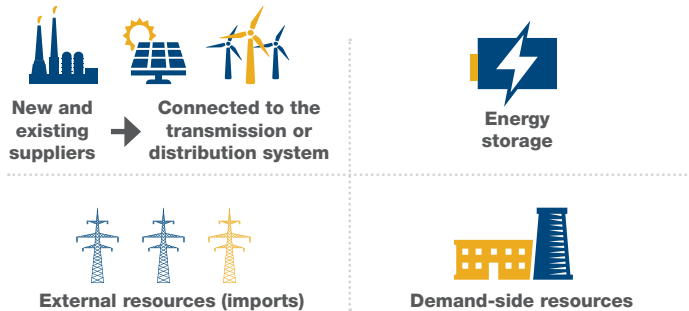 New and
existing
suppliers
Connected to the
transmission or
distribution system
Energy
storage
External resources (imports)
Demand-side resources